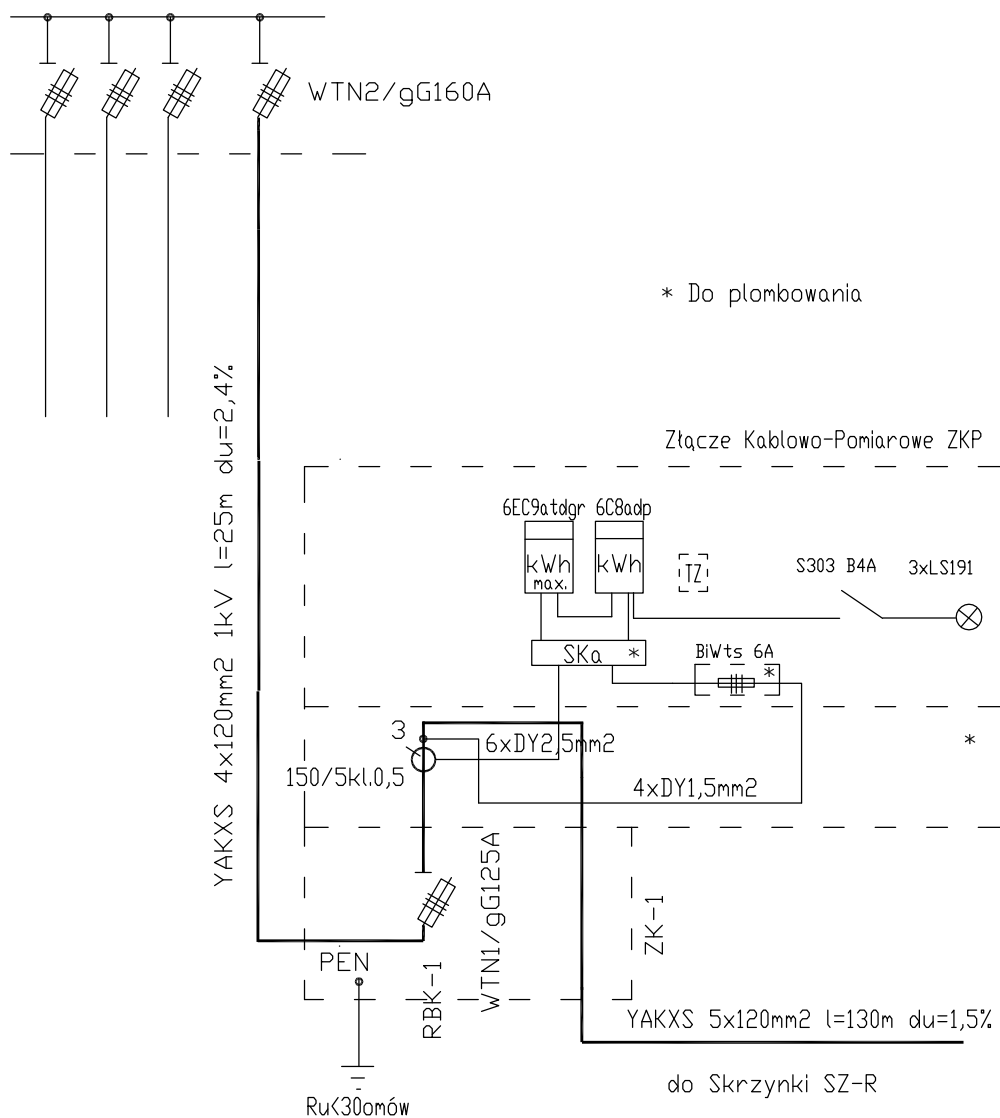 WTN2/gG160A
* Do plombowania
YAKXS 4x120mm2 1kV l=25m du=2,4%
Złącze Kablowo-Pomiarowe ZKP
6EC9atdgr
6C8adp
kWh
max.
kWh
TZ
S303 B4A
3xLS191
SKa *
BiWts 6A
*
3
6xDY2,5mm2
*
150/5kl.0,5
4xDY1,5mm2
WTN1/gG125A
ZK-1
PEN
RBK-1
YAKXS 5x120mm2 l=130m du=1,5%
do Skrzynki SZ-R
Ru<30omów